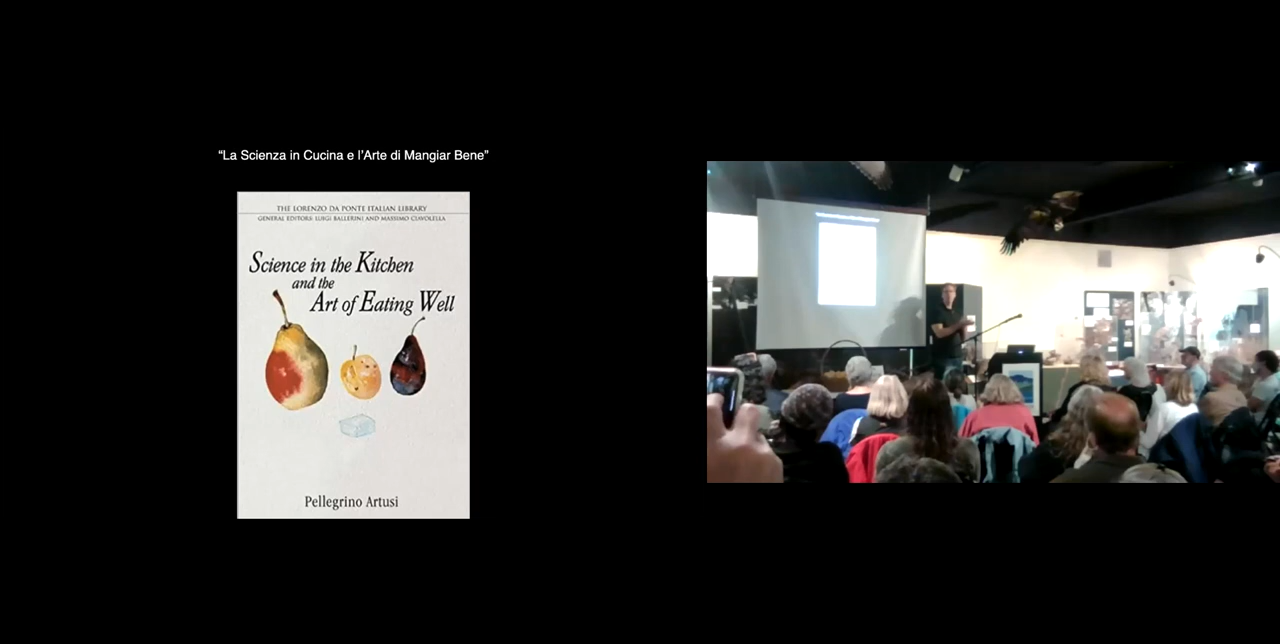 “La Scienza in Cucina e l’Arte di Mangiar Bene”
THE LORENZO DA PONTE ITALIAN LIBRARY
GENERAL EDITORS: LUIGI BALLERINI AND MASSIMO CIAVOLELLA
Science in the Kitchen
and the
Art of Eating Well
Pellegrino Artusi